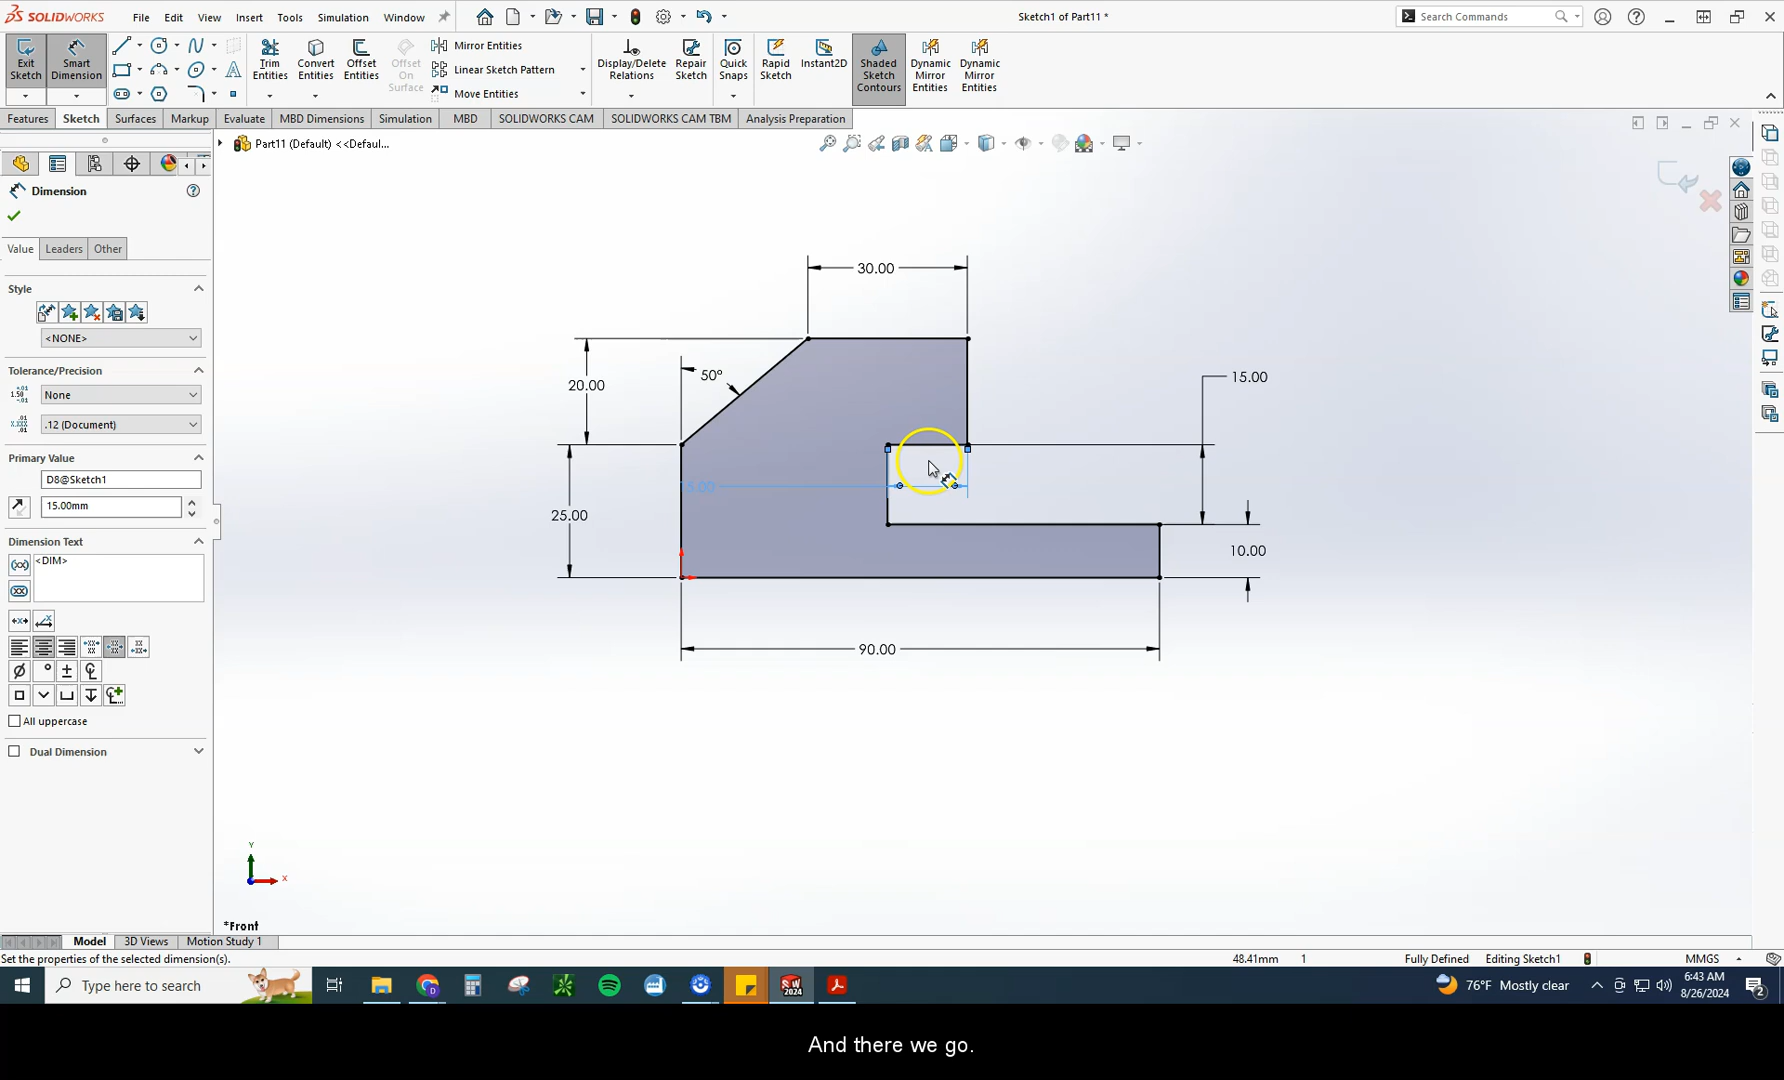 SOLIDWORKS
File
Edit
View
Insert
Tools
Simulation
Window
Sketch1 of Part11 *
Search Commands
Exit Sketch
Smart Dimension
Trim Entities
Convert Entities
Offset Entities
Offset On Surface
Mirror Entities
Linear Sketch Pattern
Move Entities
Display/Delete Relations
Repair Sketch
Quick Snaps
Rapid Sketch
Instant2D
Shaded Sketch Contours
Dynamic Mirror Entities
Dynamic Mirror Entities
Features
Sketch
Surfaces
Markup
Evaluate
MBD Dimensions
Simulation
MBD
SOLIDWORKS CAM
SOLIDWORKS CAM TBM
Analysis Preparation
Part11 (Default) <<Defaul...
Dimension
Value
Leaders
Other
Style
<NONE>
Tolerance/Precision
None
.12 (Document)
Primary Value
D8@Sketch1
15.00mm
Dimension Text
<DIM>
All uppercase
Dual Dimension
30.00
20.00
50°
15.00
15.00
25.00
10.00
90.00
Y
X
*Front
Model
3D Views
Motion Study 1
Set the properties of the selected dimension(s).
48.41mm
1
Fully Defined
Editing Sketch1
MMGS
Type here to search
SW 2024
76°F Mostly clear
6:43 AM
8/26/2024
2
And there we go.